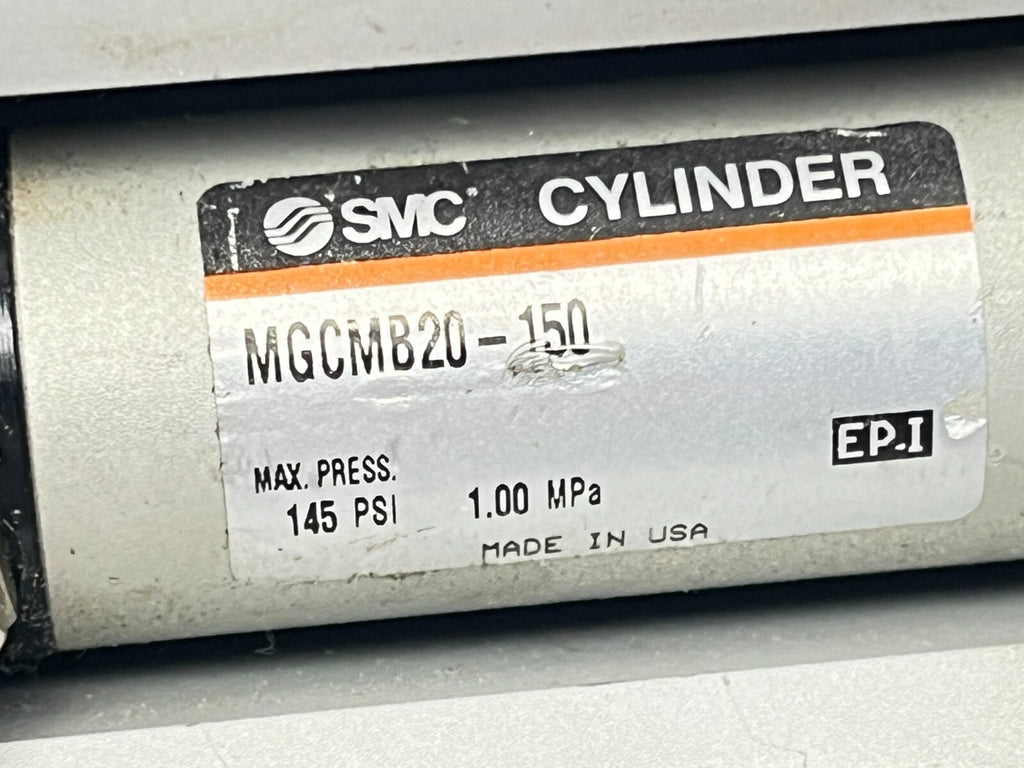 SMC CYLINDER
MGCMB20-150
EP.I
MAX. PRESS.
145 PSI 1.00 MPa
MADE IN USA